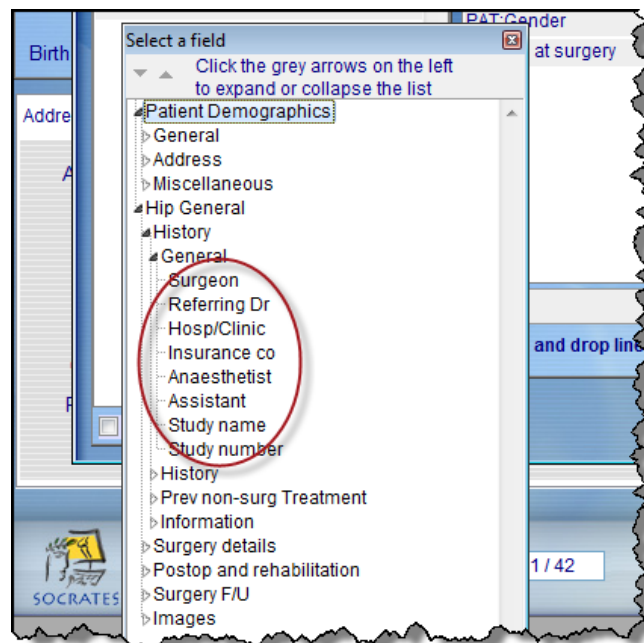 PAT:Gender
Select a field
Birth
at surgery
Click the grey arrows on the left
to expand or collapse the list
Addre
Patient Demographics
General
Address
Miscellaneous
Hip General
History
General
Surgeon
Referring Dr
Hosp/Clinic
Insurance co
Anaesthetist
Assistant
Study name
Study number
and drop line
History
Prev non-surg Treatment
Information
Surgery details
Postop and rehabilitation
Surgery F/U
Images
1 / 42
SOCRATES